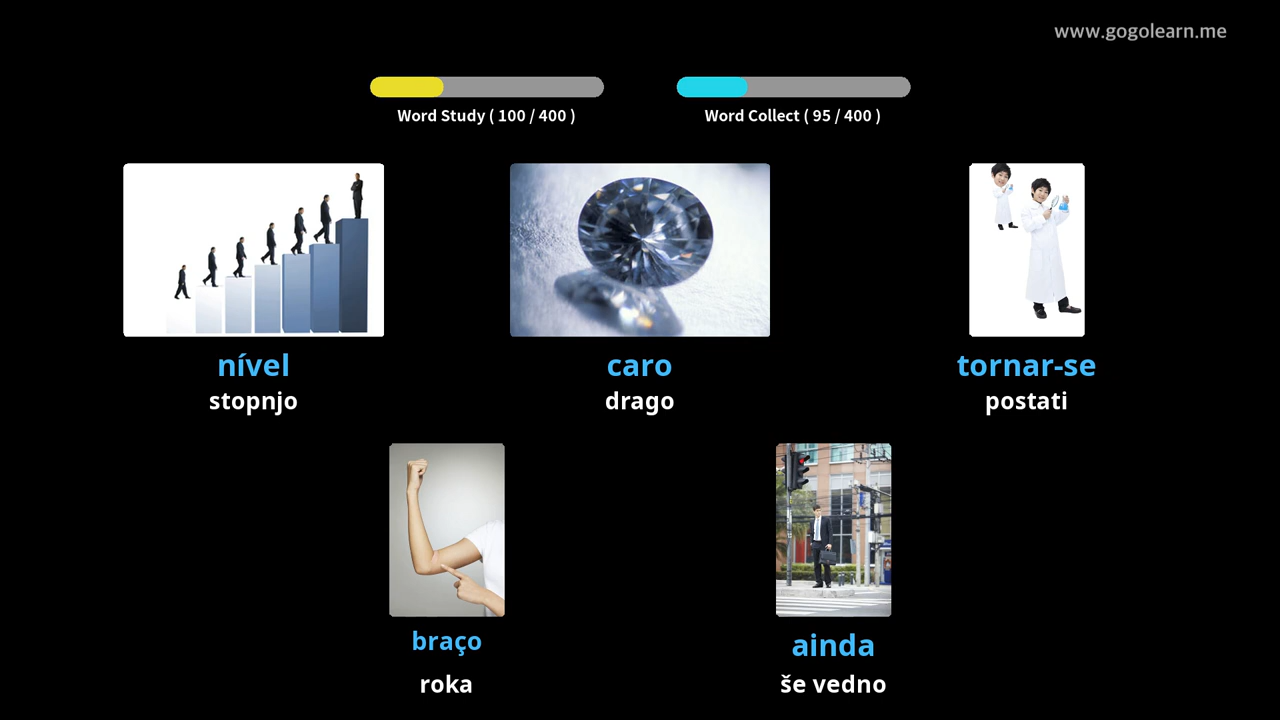 www.gogolearn.me
Word Study ( 100 / 400 )
Word Collect ( 95 / 400 )
nível
stopnjo
caro
drago
tornar-se
postati
braço
roka
ainda
še vedno